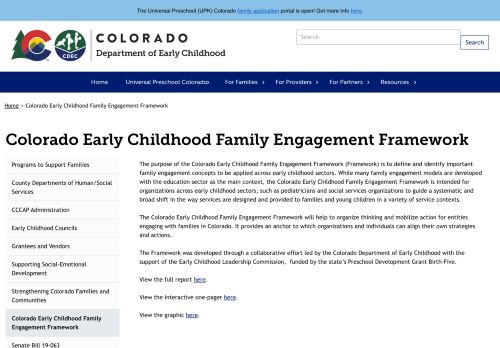 The Universal Preschool (UPK) Colorado family application portal is open! Get more info here.
COLORADO
Department of Early Childhood
CDEC
Search
Search
Home
Universal Preschool Colorado
For Families
For Providers
For Partners
Resources
Home › Colorado Early Childhood Family Engagement Framework
Colorado Early Childhood Family Engagement Framework
Programs to Support Families
County Departments of Human/Social
Services
CCCAP Administration
Early Childhood Councils
Grantees and Vendors
Supporting Social-Emotional
Development
Strengthening Colorado Families and
Communities
Colorado Early Childhood Family
Engagement Framework
Senate Bill 19-063
The purpose of the Colorado Early Childhood Family Engagement Framework (Framework) is to define and identify important
family engagement concepts to be applied across early childhood sectors. While many family engagement models are developed
with the education sector as the main context, the Colorado Early Childhood Family Engagement Framework is intended for
organizations across early childhood sectors, such as pediatricians and social services organizations to guide a systematic and
broad shift in the way services are designed and provided to families and young children in a variety of service contexts.
The Colorado Early Childhood Family Engagement Framework will help to organize thinking and mobilize action for entities
engaging with families in Colorado. It provides an anchor to which organizations and individuals can align their own strategies
and actions.
The Framework was developed through a collaborative effort led by the Colorado Department of Early Childhood with the
support of the Early Childhood Leadership Commission, funded by the state's Preschool Development Grant Birth-Five.
View the full report here.
View the interactive one-pager here.
View the graphic here.